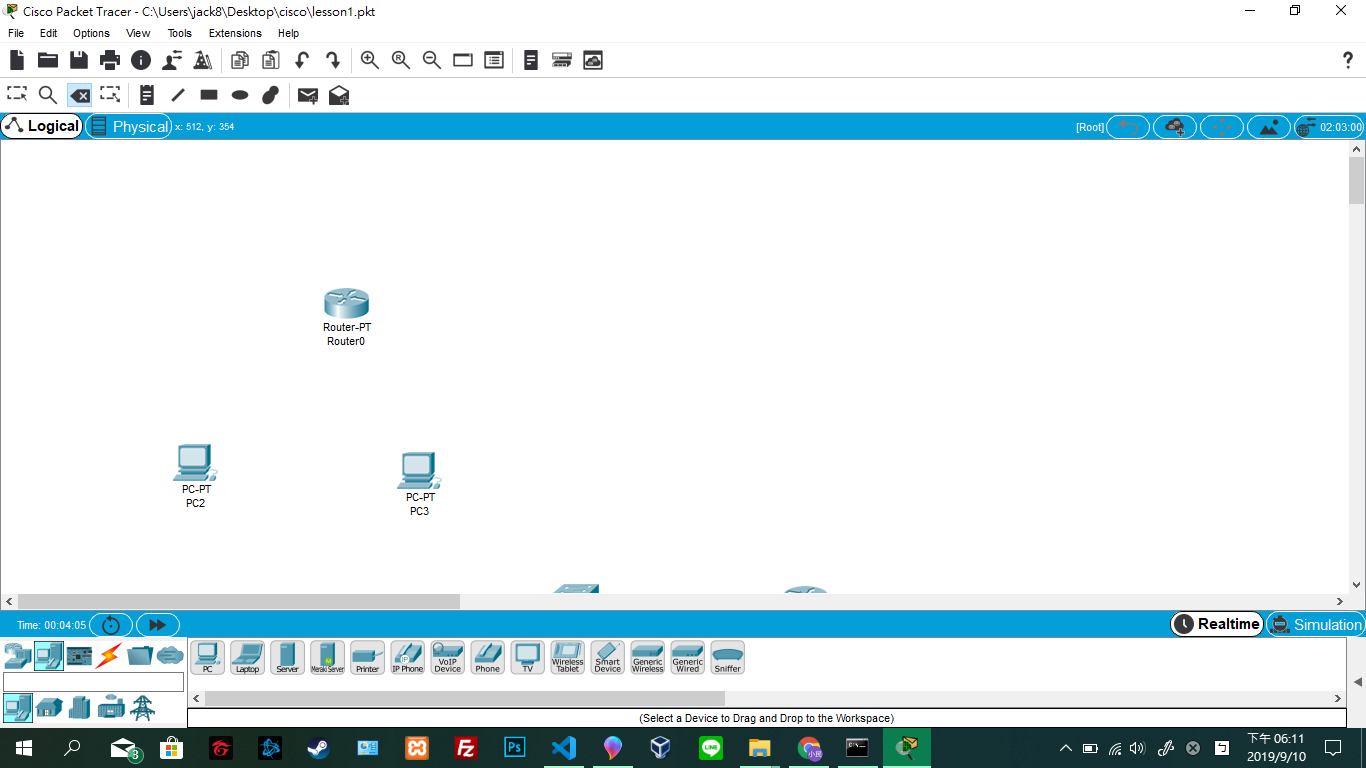 Cisco Packet Tracer - C:\Users\jack8\Desktop\cisco\lesson1.pkt
File Edit Options View Tools Extensions Help
Logical Physical x: 512, y: 354 [Root] 02:03:00
Router-PT
Router0
PC-PT
PC2
PC-PT
PC3
Time: 00:04:05 Realtime Simulation
PC Laptop Server Meraki Server Printer IP Phone VoIP Device Phone TV Wireless Tablet Smart Device Generic Wireless Generic Wired Sniffer
(Select a Device to Drag and Drop to the Workspace)
下午 06:11
2019/9/10